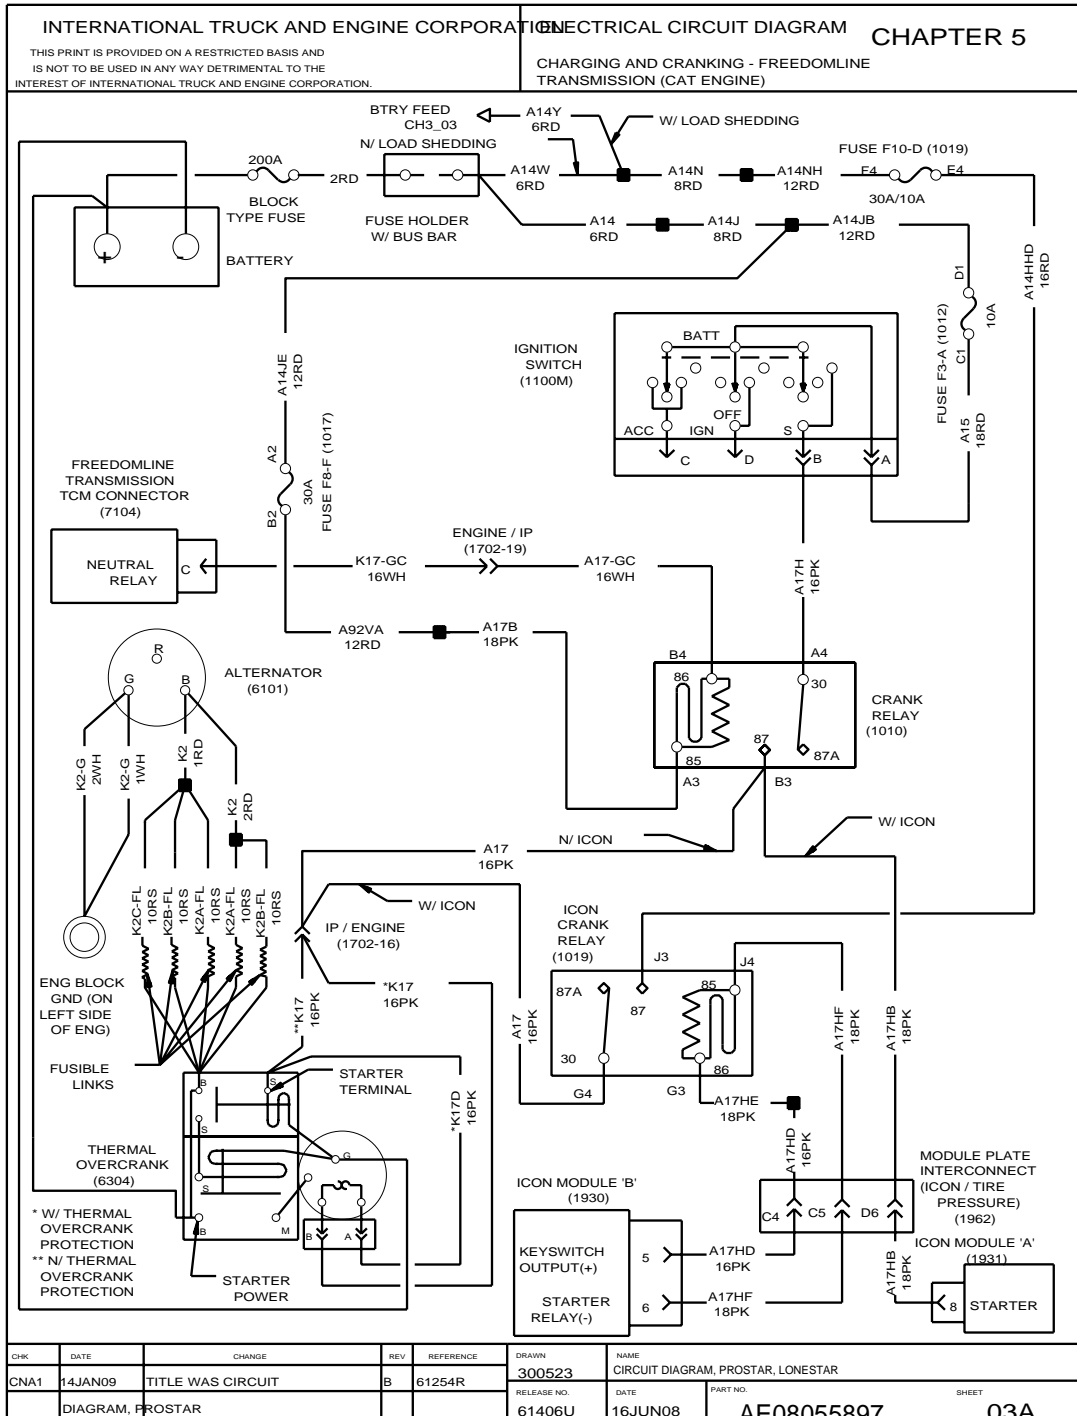 INTERNATIONAL TRUCK AND ENGINE CORPORATION
THIS PRINT IS PROVIDED ON A RESTRICTED BASIS AND
IS NOT TO BE USED IN ANY WAY DETRIMENTAL TO THE
INTEREST OF INTERNATIONAL TRUCK AND ENGINE CORPORATION.
ELECTRICAL CIRCUIT DIAGRAM
CHAPTER 5
CHARGING AND CRANKING - FREEDOMLINE
TRANSMISSION (CAT ENGINE)
BTRY FEED
CH3_03
N/ LOAD SHEDDING
A14Y
6RD
W/ LOAD SHEDDING
200A
BLOCK
TYPE FUSE
2RD
FUSE HOLDER
W/ BUS BAR
A14W
6RD
A14N
8RD
A14NH
12RD
FUSE F10-D (1019)
F4
E4
30A/10A
A14
6RD
A14J
8RD
A14JB
12RD
+
-
BATTERY
A14HHD
16RD
D1
10A
C1
FUSE F3-A (1012)
A15
18RD
IGNITION
SWITCH
(1100M)
BATT
OFF
ACC
IGN
S
C
D
B
A
A14JE
12RD
A2
30A
B2
FUSE F8-F (1017)
FREEDOMLINE
TRANSMISSION
TCM CONNECTOR
(7104)
NEUTRAL
RELAY
C
K17-GC
16WH
ENGINE / IP
(1702-19)
A17-GC
16WH
A17H
16PK
A92VA
12RD
A17B
18PK
R
G
B
ALTERNATOR
(6101)
B4
A4
86
30
85
87
87A
A3
B3
CRANK
RELAY
(1010)
K2-G
2WH
K2-G
1WH
K2
1RD
K2
2RD
N/ ICON
W/ ICON
A17
16PK
K2C-FL
10RS
K2B-FL
10RS
K2A-FL
10RS
K2A-FL
10RS
K2B-FL
10RS
W/ ICON
IP / ENGINE
(1702-16)
ICON
CRANK
RELAY
(1019)
J3
J4
87A
87
85
30
86
G4
G3
ENG BLOCK
GND (ON
LEFT SIDE
OF ENG)
*K17
16PK
**K17
16PK
A17
16PK
A17HF
18PK
A17HB
18PK
FUSIBLE
LINKS
B
S
STARTER
TERMINAL
A17HE
18PK
*K17D
16PK
S
G
THERMAL
OVERCRANK
(6304)
S
A17HD
16PK
MODULE PLATE
INTERCONNECT
(ICON / TIRE
PRESSURE)
(1962)
ICON MODULE 'B'
(1930)
C4
C5
D6
* W/ THERMAL
OVERCRANK
PROTECTION
** N/ THERMAL
OVERCRANK
PROTECTION
B
M
B
A
STARTER
POWER
KEYSWITCH
OUTPUT(+)
5
A17HD
16PK
STARTER
RELAY(-)
6
A17HF
18PK
A17HB
18PK
ICON MODULE 'A'
(1931)
8
STARTER
CHK
DATE
CHANGE
REV
REFERENCE
DRAWN
NAME
CNA1
14JAN09
TITLE WAS CIRCUIT
B
61254R
300523
CIRCUIT DIAGRAM, PROSTAR, LONESTAR
DIAGRAM, PROSTAR
RELEASE NO.
DATE
PART NO.
SHEET
61406U
16JUN08
AE08055897
03A